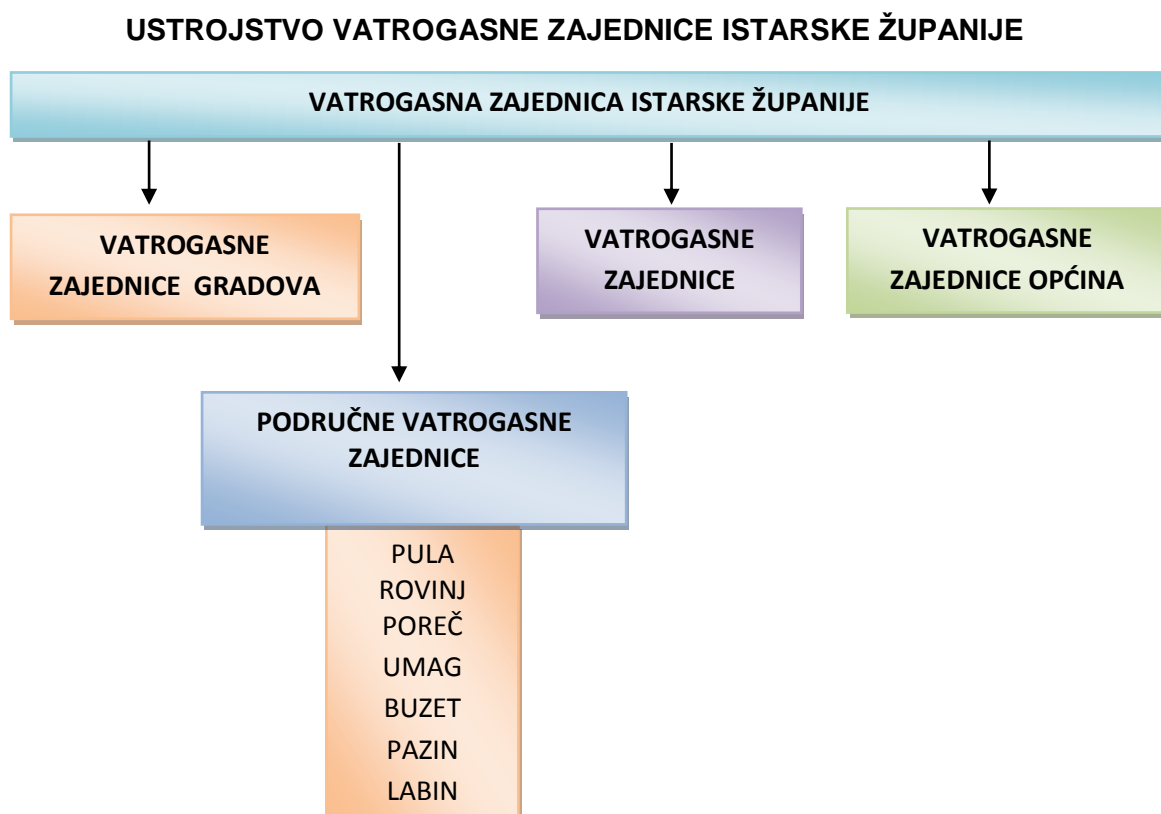 USTROJSTVO VATROGASNE ZAJEDNICE ISTARSKE ŽUPANIJE
VATROGASNA ZAJEDNICA ISTARSKE ŽUPANIJE
VATROGASNE
ZAJEDNICE GRADOVA
VATROGASNE
ZAJEDNICE
VATROGASNE
ZAJEDNICE OPĆINA
PODRUČNE VATROGASNE
ZAJEDNICE
PULA
ROVINJ
POREČ
UMAG
BUZET
PAZIN
LABIN